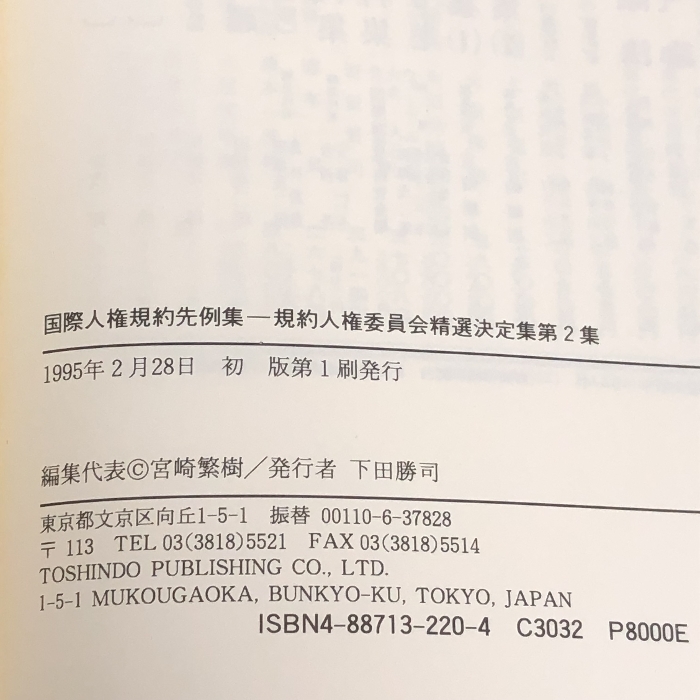 国際人権規約先例集―規約人権委員会精選決定集第2集
1995年2月28日 初 版第1刷発行
編集代表©宮崎繁樹／発行者 下田勝司
東京都文京区向丘1-5-1 振替 00110-6-37828
〒113 TEL 03(3818)5521 FAX 03(3818)5514
TOSHINDO PUBLISHING CO., LTD.
1-5-1 MUKOUGAOKA, BUNKYO-KU, TOKYO, JAPAN
ISBN4-88713-220-4 C3032 P8000E